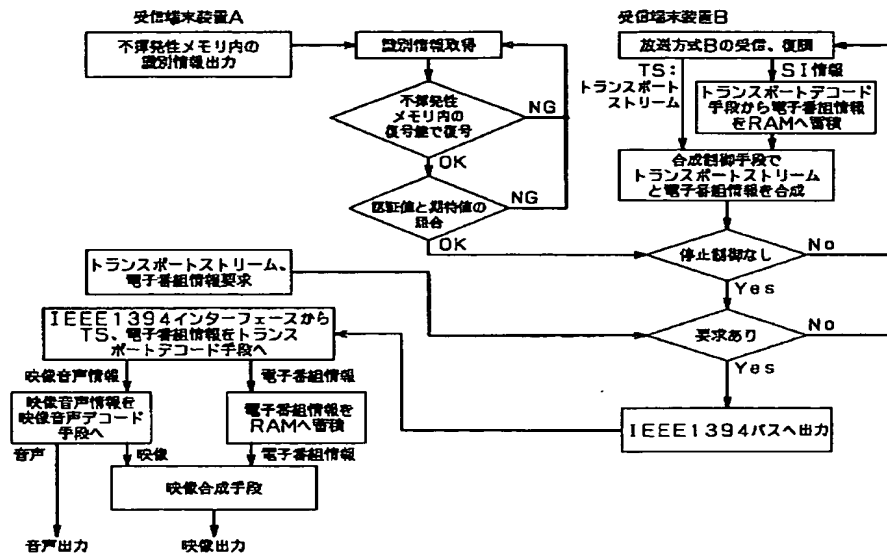 受信端末装置A
不揮発性メモリ内の
識別情報出力
識別情報取得
不揮発性
メモリ内の
復号鍵で復号
NG
OK
認証値と期待値の
照合
NG
OK
受信端末装置B
放送方式Bの受信、復調
TS:
トランスポート
ストリーム
SI情報
トランスポートデコード
手段から電子番組情報
をRAMへ蓄積
合成制御手段で
トランスポートストリーム
と電子番組情報を合成
停止制御なし
No
Yes
トランスポートストリーム、
電子番組情報要求
要求あり
No
Yes
IEEE1394バスへ出力
IEEE1394インターフェースから
TS、電子番組情報をトランス
ポートデコード手段へ
映像音声情報
電子番組情報
映像音声情報を
映像音声デコード
手段へ
電子番組情報を
RAMへ蓄積
音声
映像
電子番組情報
映像合成手段
音声出力
映像出力